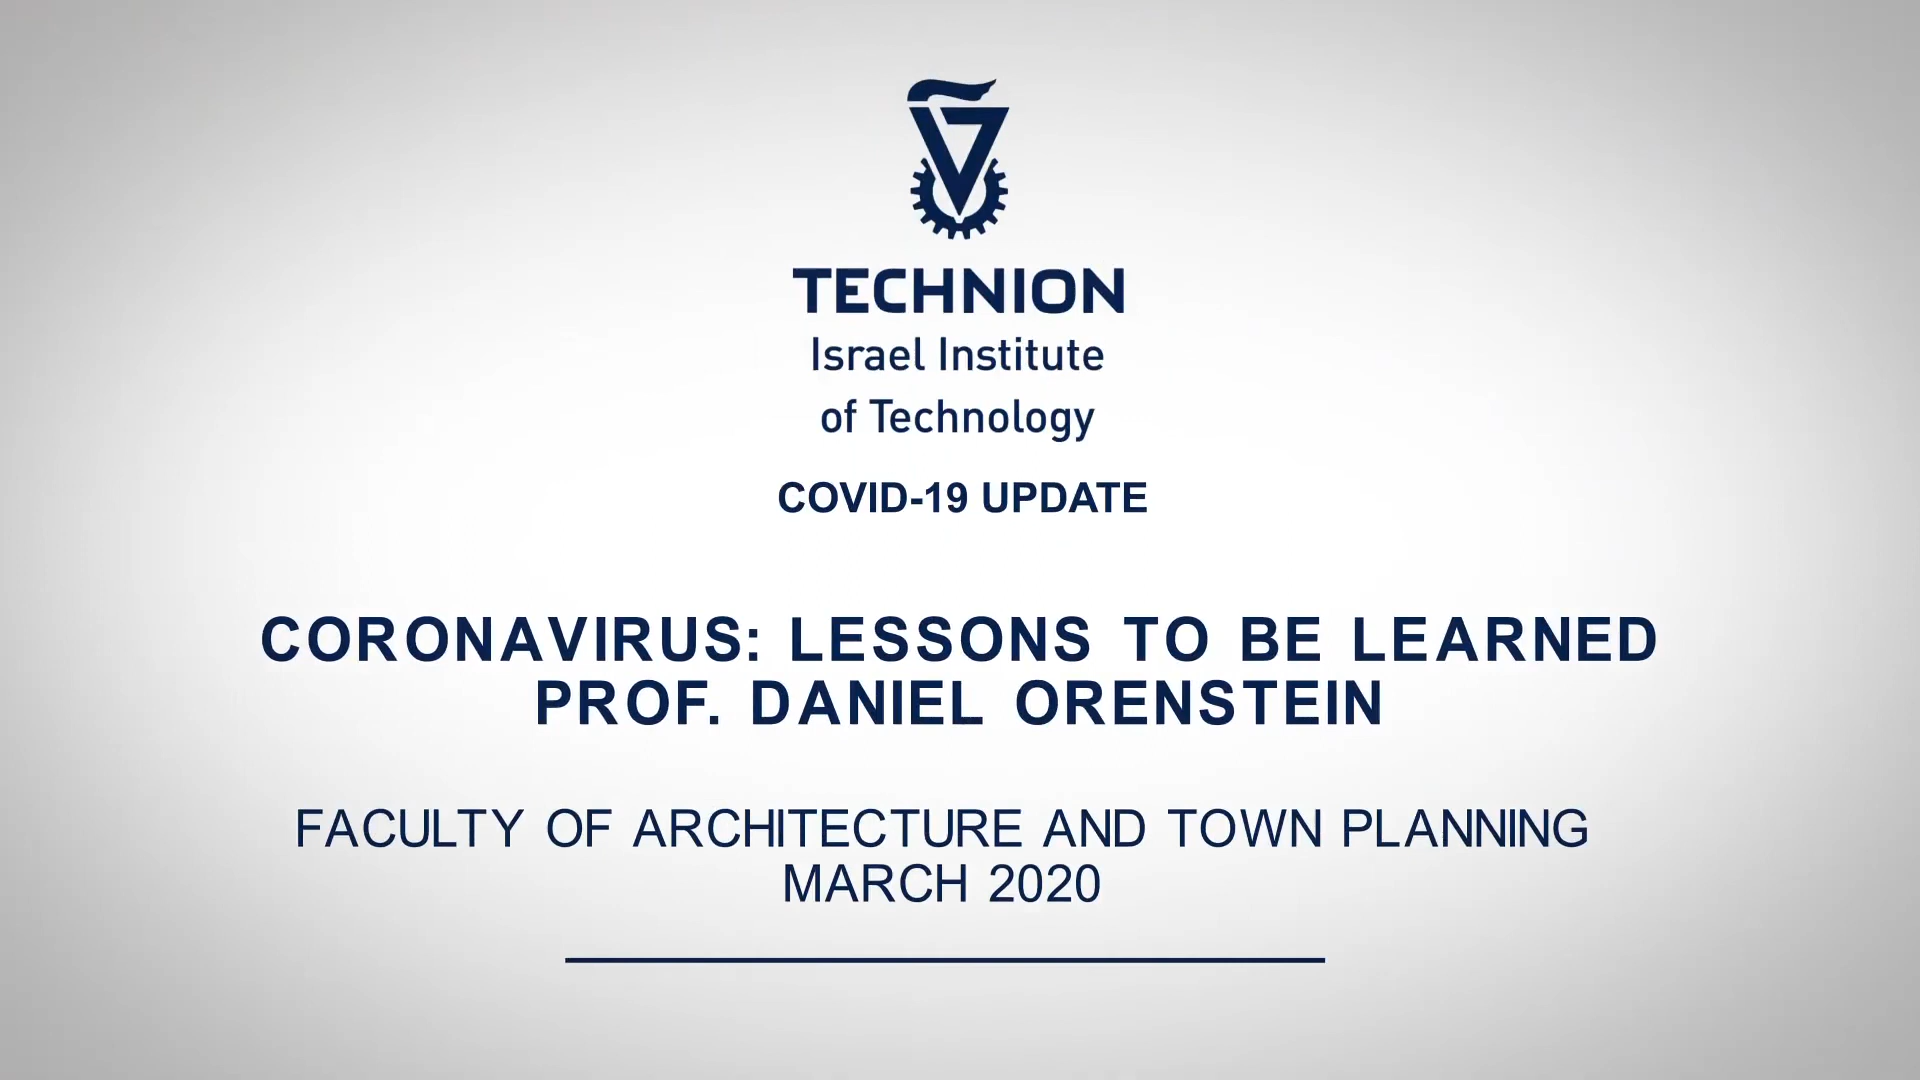 TECHNION
Israel Institute
of Technology
COVID-19 UPDATE
CORONAVIRUS: LESSONS TO BE LEARNED
PROF. DANIEL ORENSTEIN
FACULTY OF ARCHITECTURE AND TOWN PLANNING
MARCH 2020